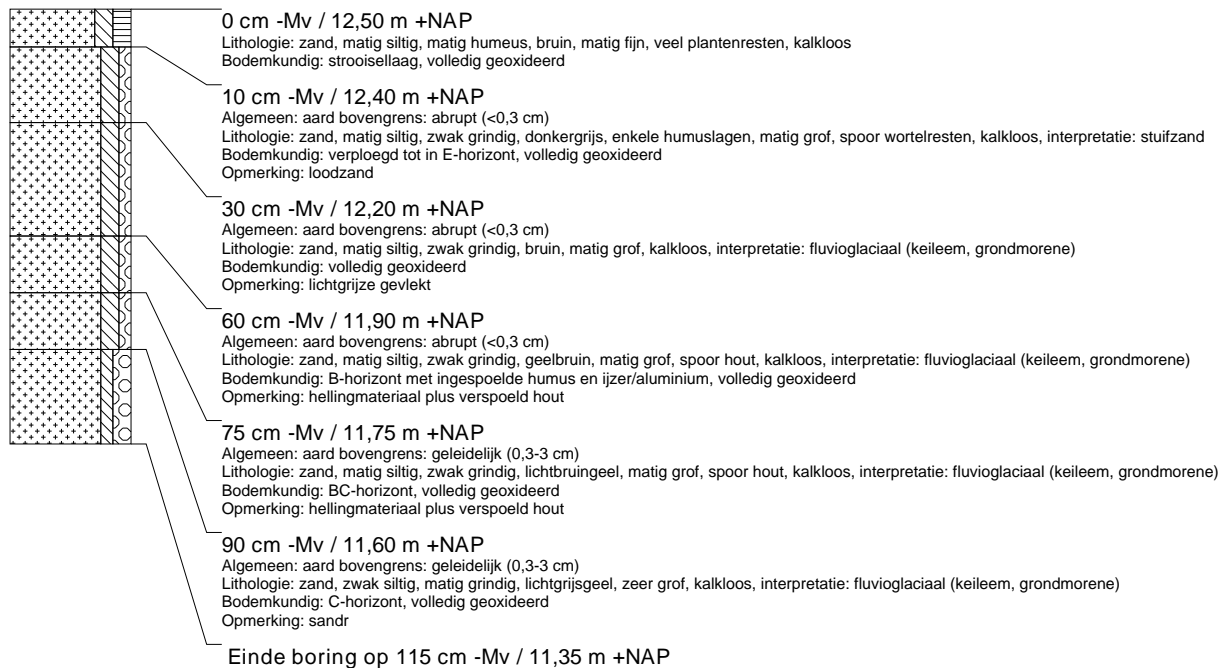 0 cm -Mv / 12,50 m +NAP
Lithologie: zand, matig siltig, matig humeus, bruin, matig fijn, veel plantenresten, kalkloos
Bodemkundig: strooisellaag, volledig geoxideerd
10 cm -Mv / 12,40 m +NAP
Algemeen: aard bovengrens: abrupt (<0,3 cm)
Lithologie: zand, matig siltig, zwak grindig, donkergrijs, enkele humuslagen, matig grof, spoor wortelresten, kalkloos, interpretatie: stuifzand
Bodemkundig: verploegd tot in E-horizont, volledig geoxideerd
Opmerking: loodzand
30 cm -Mv / 12,20 m +NAP
Algemeen: aard bovengrens: abrupt (<0,3 cm)
Lithologie: zand, matig siltig, zwak grindig, bruin, matig grof, kalkloos, interpretatie: fluvioglaciaal (keileem, grondmorene)
Bodemkundig: volledig geoxideerd
Opmerking: lichtgrijze gevlekt
60 cm -Mv / 11,90 m +NAP
Algemeen: aard bovengrens: abrupt (<0,3 cm)
Lithologie: zand, matig siltig, zwak grindig, geelbruin, matig grof, spoor hout, kalkloos, interpretatie: fluvioglaciaal (keileem, grondmorene)
Bodemkundig: B-horizont met ingespoelde humus en ijzer/aluminium, volledig geoxideerd
Opmerking: hellingmateriaal plus verspoeld hout
75 cm -Mv / 11,75 m +NAP
Algemeen: aard bovengrens: geleidelijk (0,3-3 cm)
Lithologie: zand, matig siltig, zwak grindig, lichtbruingeel, matig grof, spoor hout, kalkloos, interpretatie: fluvioglaciaal (keileem, grondmorene)
Bodemkundig: BC-horizont, volledig geoxideerd
Opmerking: hellingmateriaal plus verspoeld hout
90 cm -Mv / 11,60 m +NAP
Algemeen: aard bovengrens: geleidelijk (0,3-3 cm)
Lithologie: zand, zwak siltig, matig grindig, lichtgrijsgeel, zeer grof, kalkloos, interpretatie: fluvioglaciaal (keileem, grondmorene)
Bodemkundig: C-horizont, volledig geoxideerd
Opmerking: sandr
Einde boring op 115 cm -Mv / 11,35 m +NAP